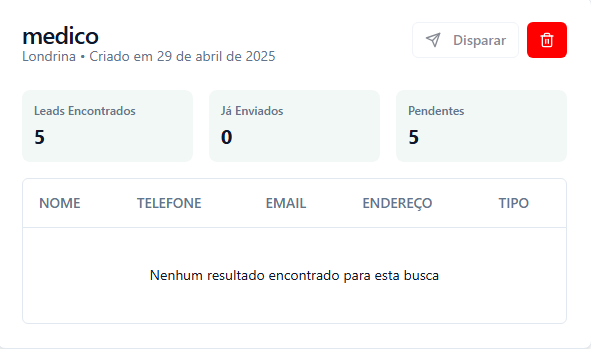 medico
Londrina • Criado em 29 de abril de 2025
Disparar
Leads Encontrados
5
Já Enviados
0
Pendentes
5
NOME TELEFONE EMAIL ENDEREÇO TIPO
Nenhum resultado encontrado para esta busca